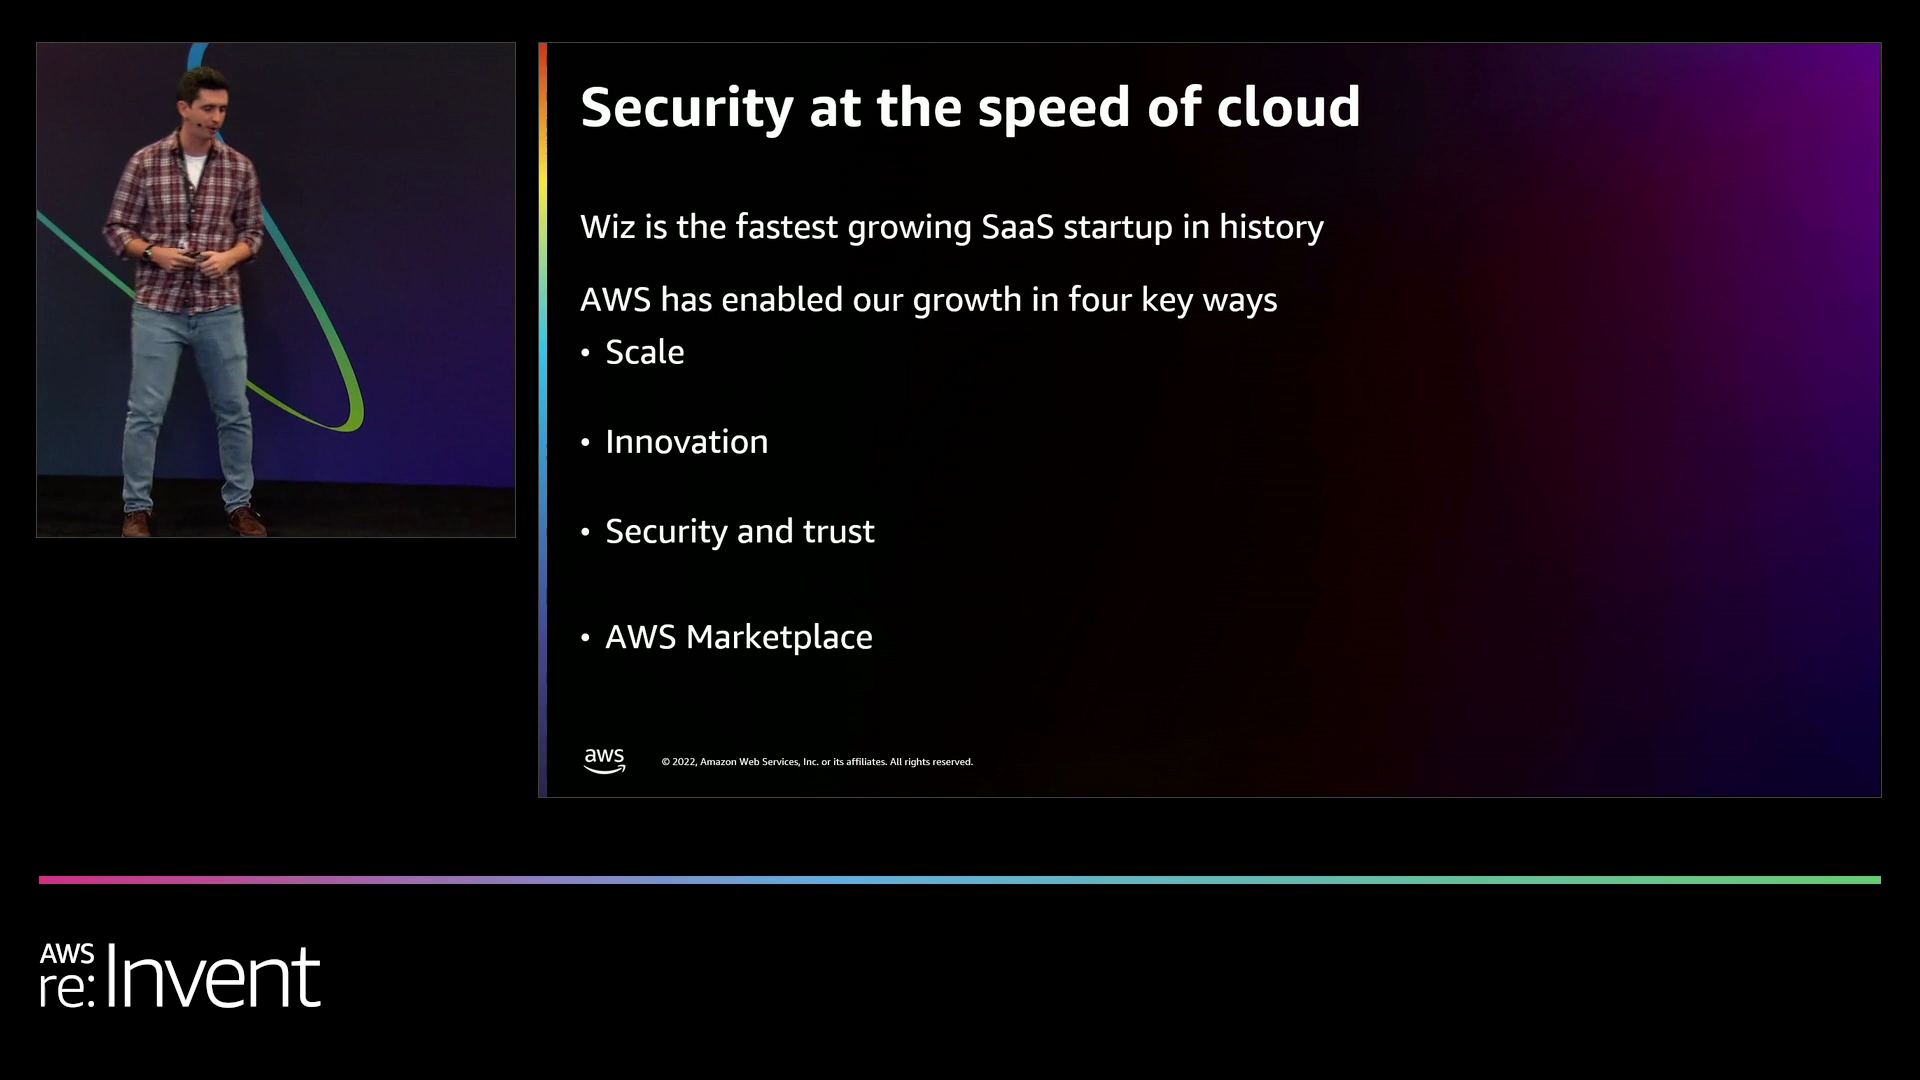 Security at the speed of cloud
Wiz is the fastest growing SaaS startup in history
AWS has enabled our growth in four key ways
• Scale
• Innovation
• Security and trust
• AWS Marketplace
aws
© 2022, Amazon Web Services, Inc. or its affiliates. All rights reserved.
AWS
re:Invent